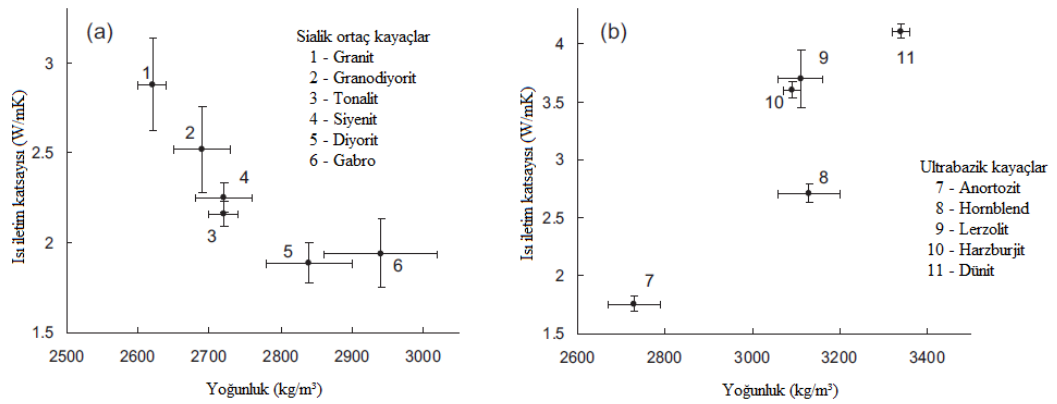 (a)
Sialik ortaç kayaçlar
1 - Granit
2 - Granodiyorit
3 - Tonalit
4 - Siyenit
5 - Diyorit
6 - Gabro
Isı iletim katsayısı (W/mK)
3
2.5
2
1.5
1
2
4
3
5
6
2500
2600
2700
2800
2900
3000
Yoğunluk (kg/m³)
(b)
Isı iletim katsayısı (W/mK)
4
3.5
3
2.5
2
1.5
11
9
10
8
7
Ultrabazik kayaçlar
7 - Anortozit
8 - Hornblend
9 - Lerzolit
10 - Harzburjit
11 - Dünit
2600
2800
3000
3200
3400
Yoğunluk (kg/m³)